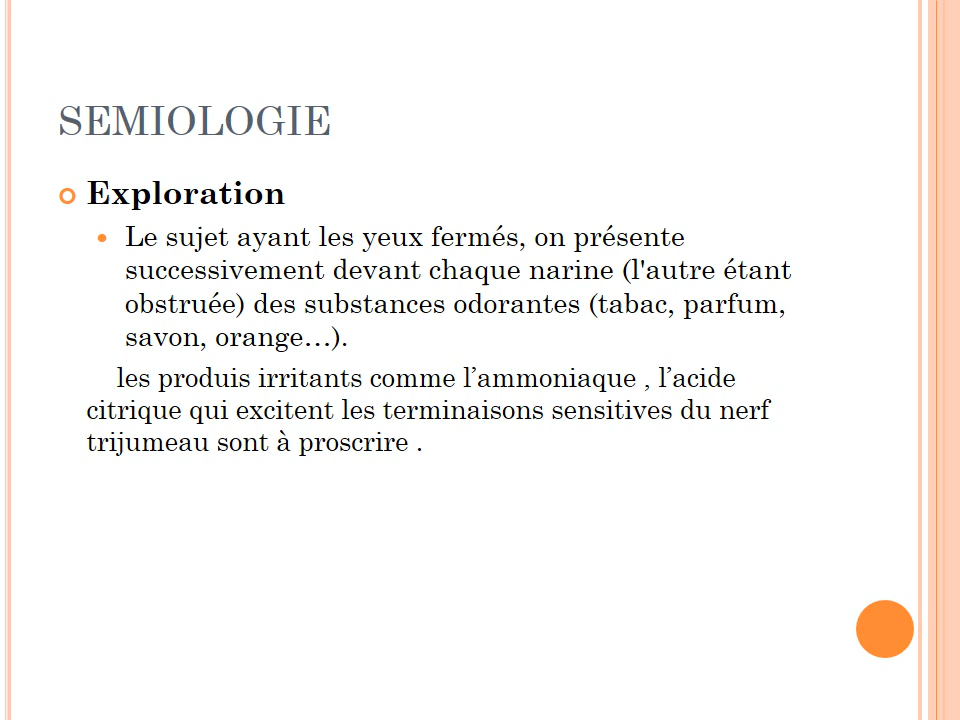 SEMIOLOGIE
Exploration
Le sujet ayant les yeux fermés, on présente
successivement devant chaque narine (l'autre étant
obstruée) des substances odorantes (tabac, parfum,
savon, orange…).
les produis irritants comme l’ammoniaque , l’acide
citrique qui excitent les terminaisons sensitives du nerf
trijumeau sont à proscrire .